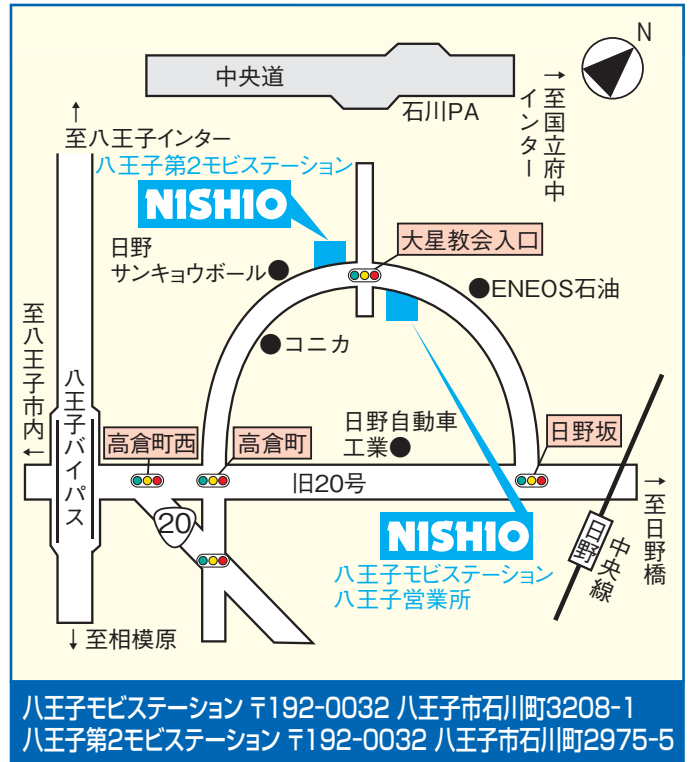 N
中央道
石川PA
→至国立府中
インター
↑
至八王子インター
八王子第2モビステーション
NISHIO
大星教会入口
日野
サンキョウボール
ENEOS石油
コニカ
至八王子市内→
八王子バイパス
高倉町西
高倉町
日野自動車
工業
日野坂
旧20号
20
→至日野橋
日野
中央線
NISHIO
八王子モビステーション
八王子営業所
↓至相模原
八王子モビステーション 〒192-0032 八王子市石川町3208-1
八王子第2モビステーション 〒192-0032 八王子市石川町2975-5